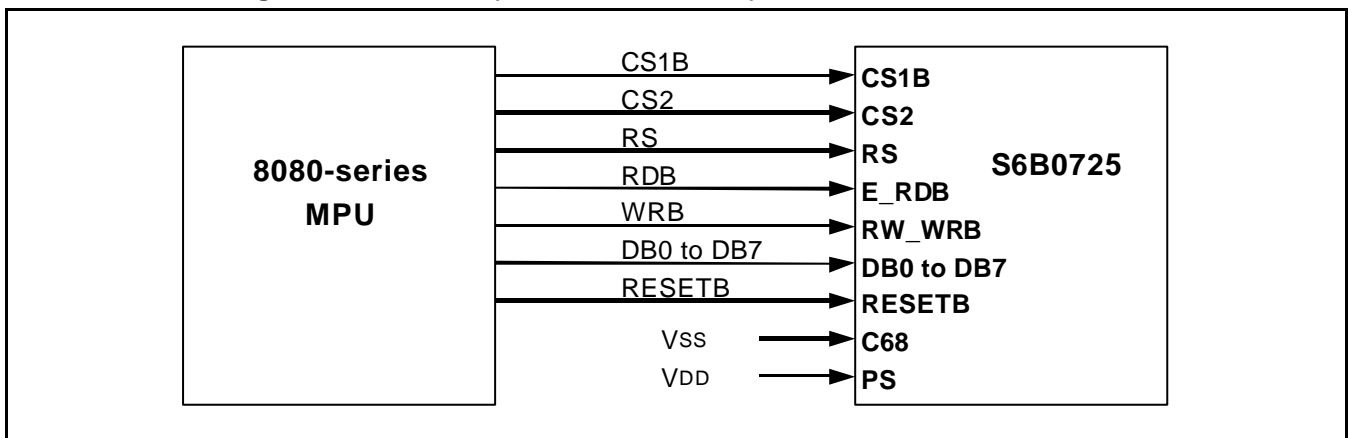 8080-series
MPU
CS1B
CS2
RS
RDB
WRB
DB0 to DB7
RESETB
VSS
VDD
CS1B
CS2
RS
E_RDB
RW_WRB
DB0 to DB7
RESETB
C68
PS
S6B0725